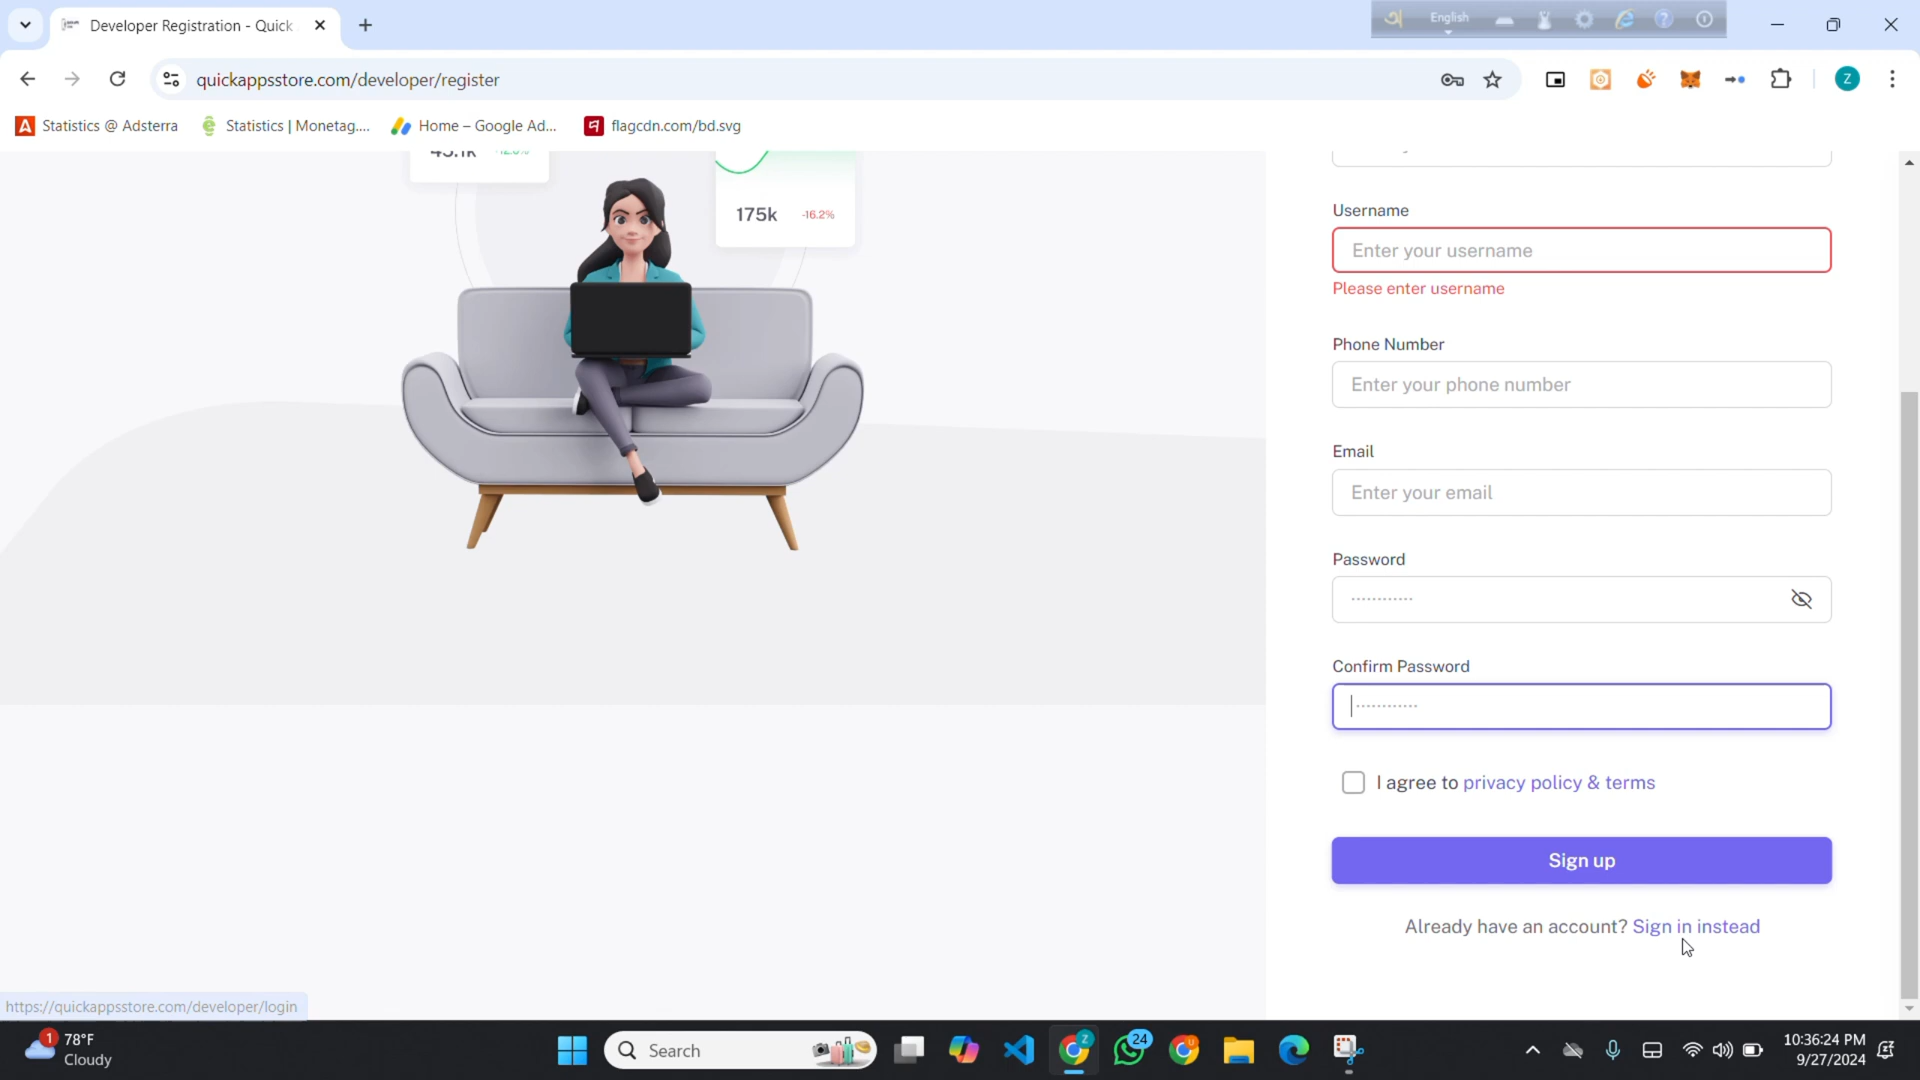 Developer Registration - Quick
English
quickappsstore.com/developer/register
Z
Statistics @ Adsterra
Statistics | Monetag....
Home – Google Ad...
flagcdn.com/bd.svg
175k -16.2%
Username
Enter your username
Please enter username
Phone Number
Enter your phone number
Email
Enter your email
Password
Confirm Password
I agree to privacy policy & terms
Sign up
Already have an account? Sign in instead
https://quickappsstore.com/developer/login
1
78°F
Cloudy
Search
Z
24
10:36:24 PM
9/27/2024